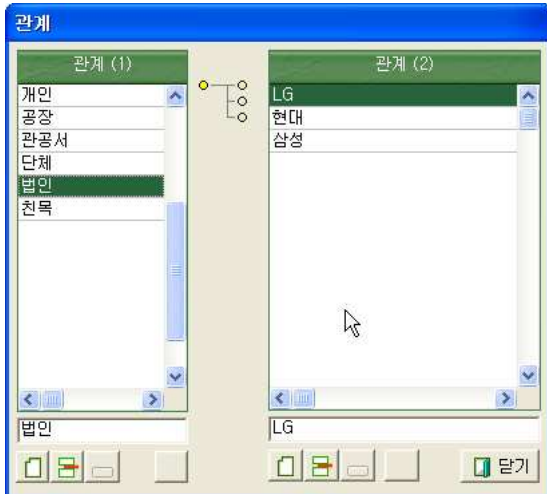 관계
관계 (1)
개인
공장
관공서
단체
법인
친목
법인
관계 (2)
LG
현대
삼성
LG
닫기